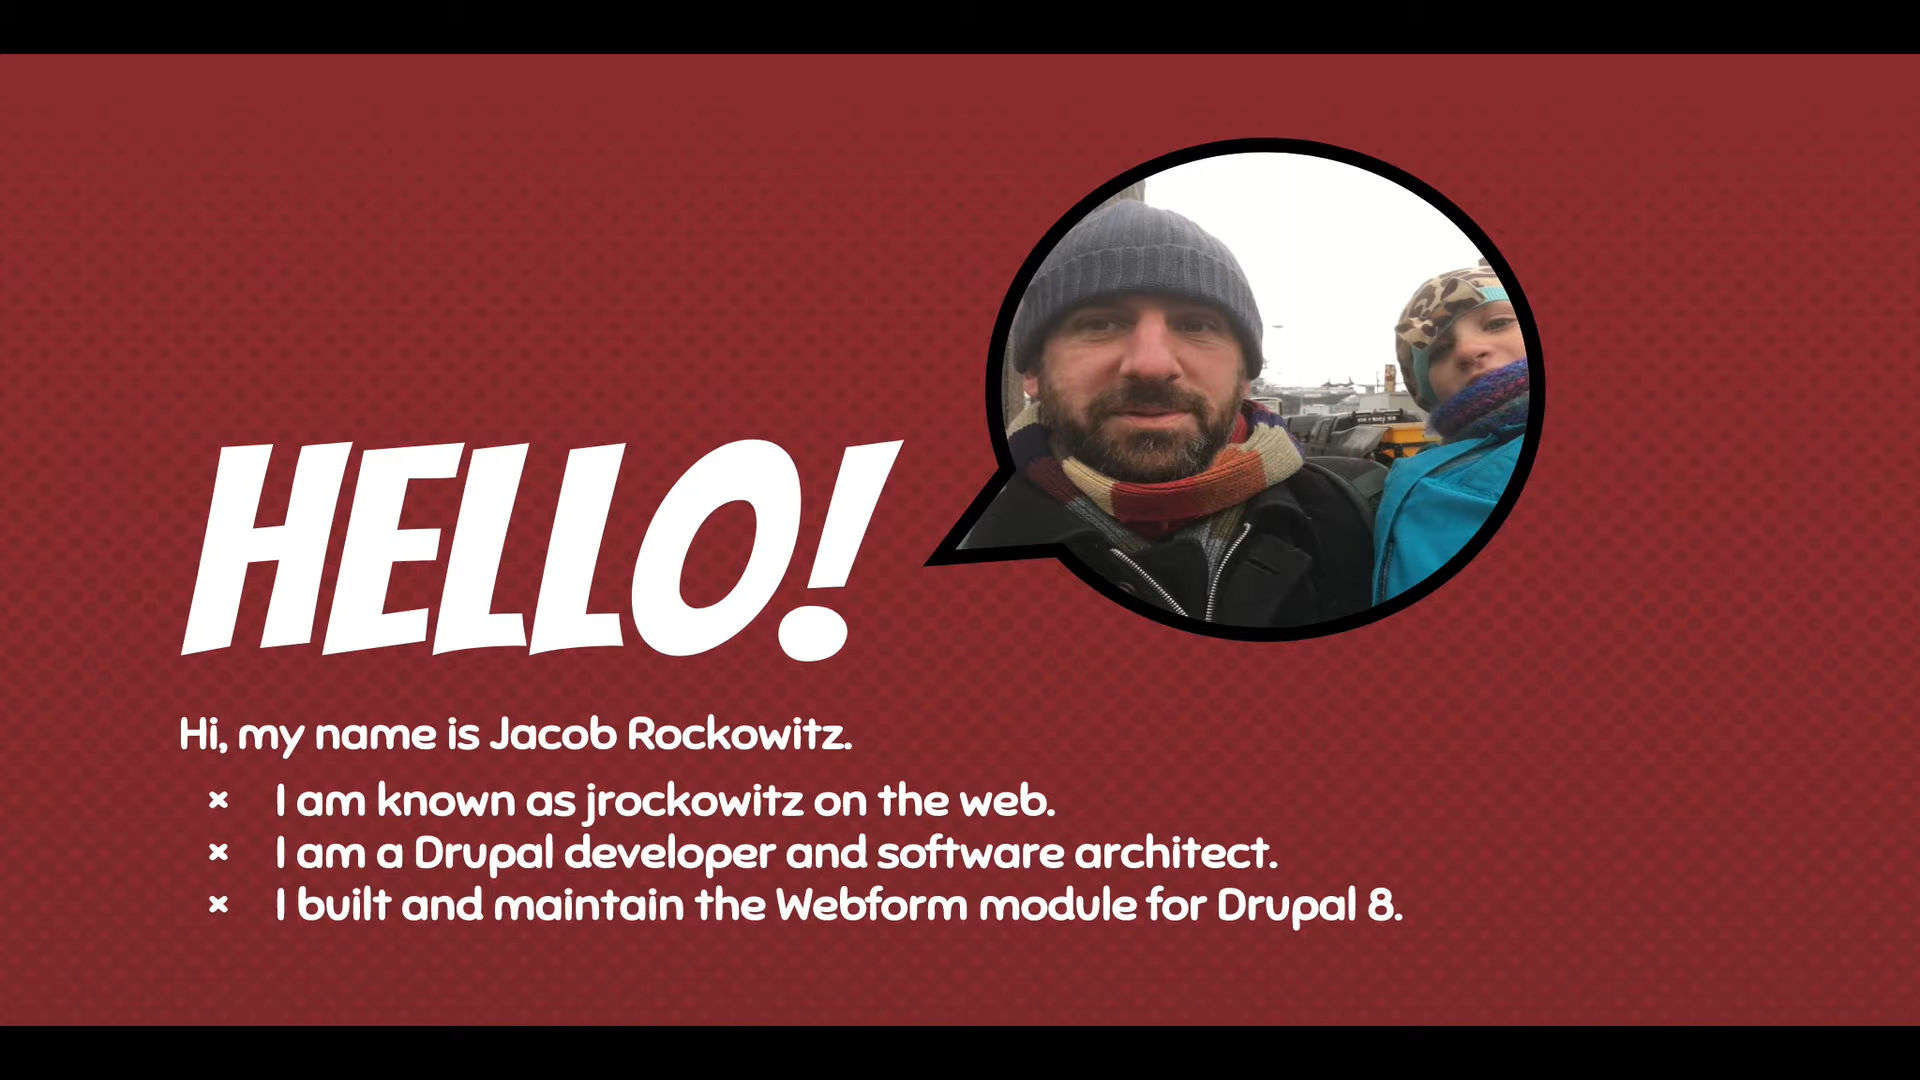 HELLO!
Hi, my name is Jacob Rockowitz.
× I am known as jrockowitz on the web.
× I am a Drupal developer and software architect.
× I built and maintain the Webform module for Drupal 8.